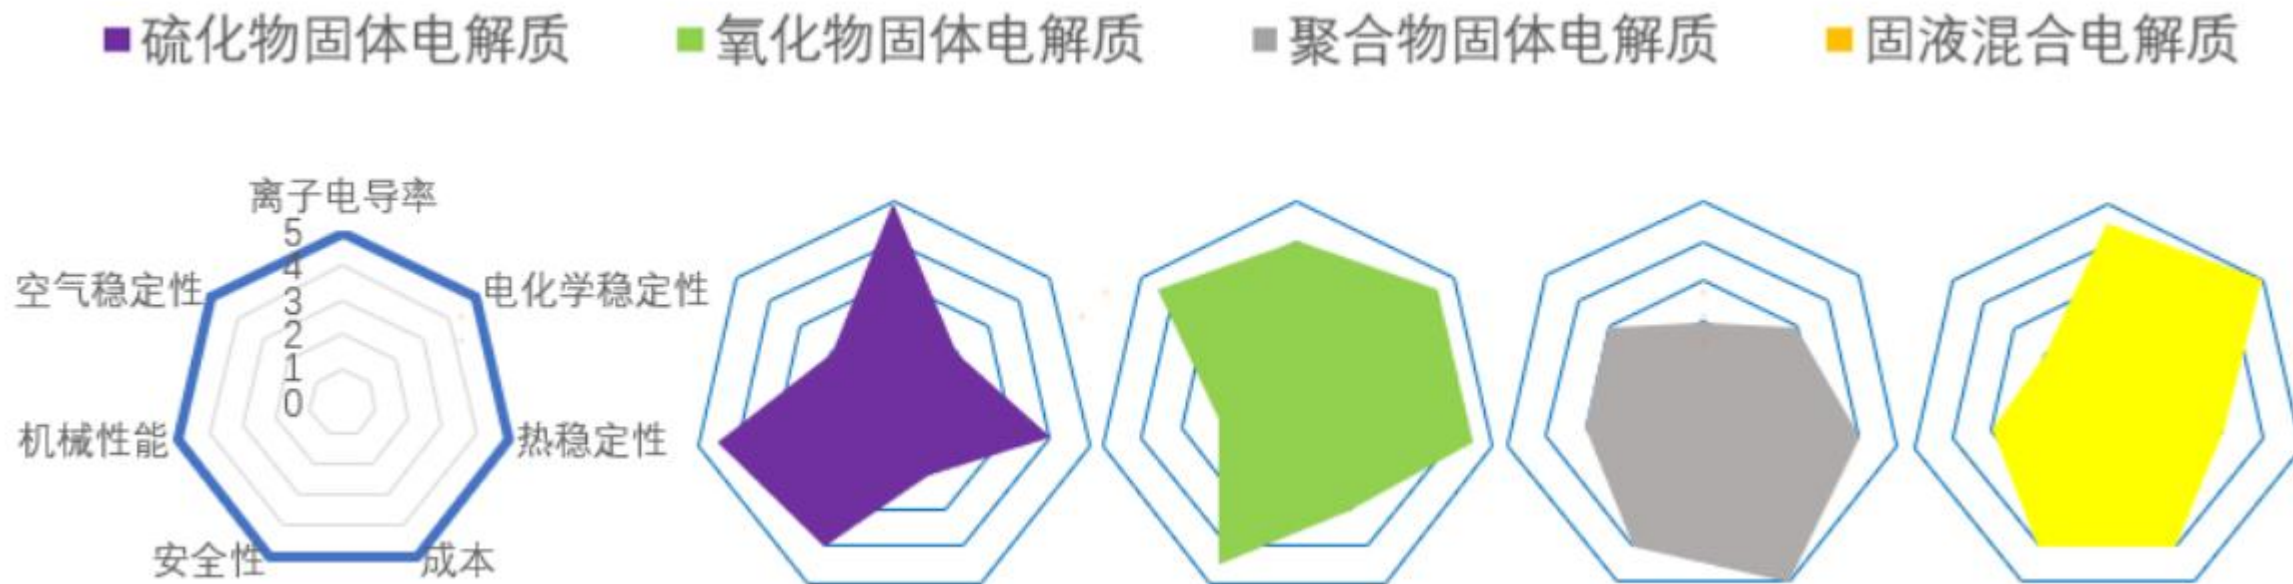 硫化物固体电解质 氧化物固体电解质 聚合物固体电解质 固液混合电解质
离子电导率
5
4
空气稳定性 电化学稳定性
3
2
1
0
机械性能 热稳定性
安全性 成本